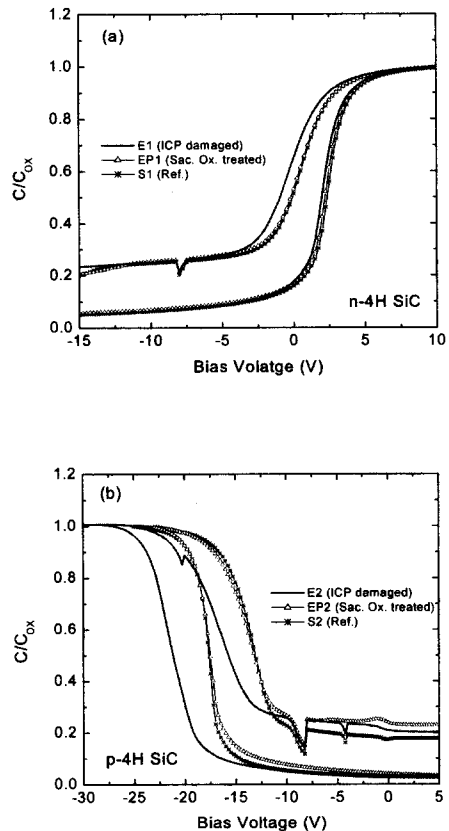 (a)
1.2
1.0
0.8
0.6
0.4
0.2
0.0
C/C_OX
E1 (ICP damaged)
EP1 (Sac. Ox. treated)
S1 (Ref.)
n-4H SiC
-15 -10 -5 0 5 10
Bias Volatge (V)
(b)
1.2
1.0
0.8
0.6
0.4
0.2
0.0
C/C_OX
E2 (ICP damaged)
EP2 (Sac. Ox. treated)
S2 (Ref.)
p-4H SiC
-30 -25 -20 -15 -10 -5 0 5
Bias Voltage (V)